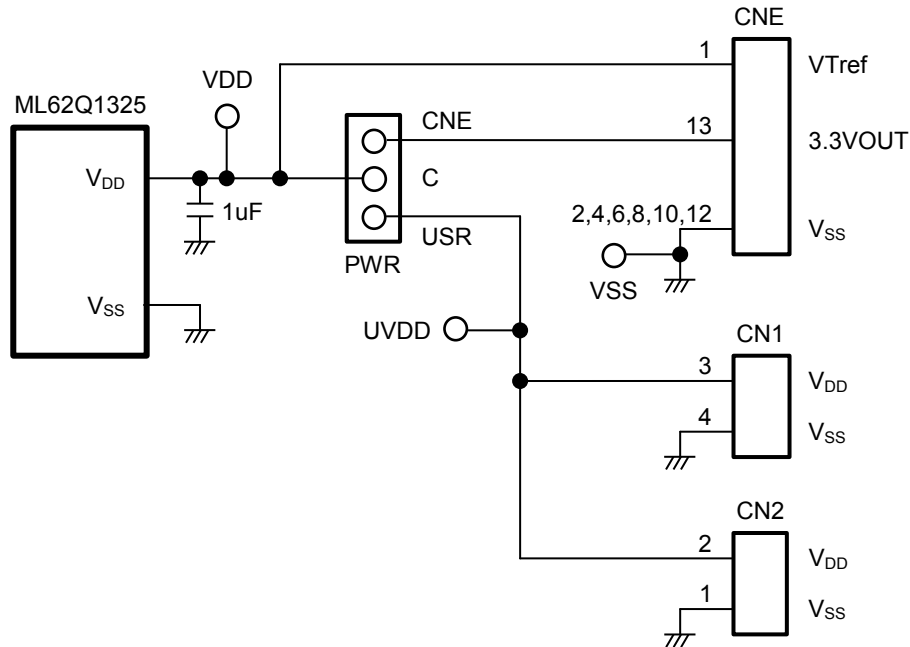 CNE
1
VTref
VDD
ML62Q1325
CNE
13
3.3VOUT
VDD
C
1uF
2,4,6,8,10,12
VSS
USR
PWR
VSS
VSS
UVDD
CN1
3
VDD
4
VSS
CN2
2
VDD
1
VSS